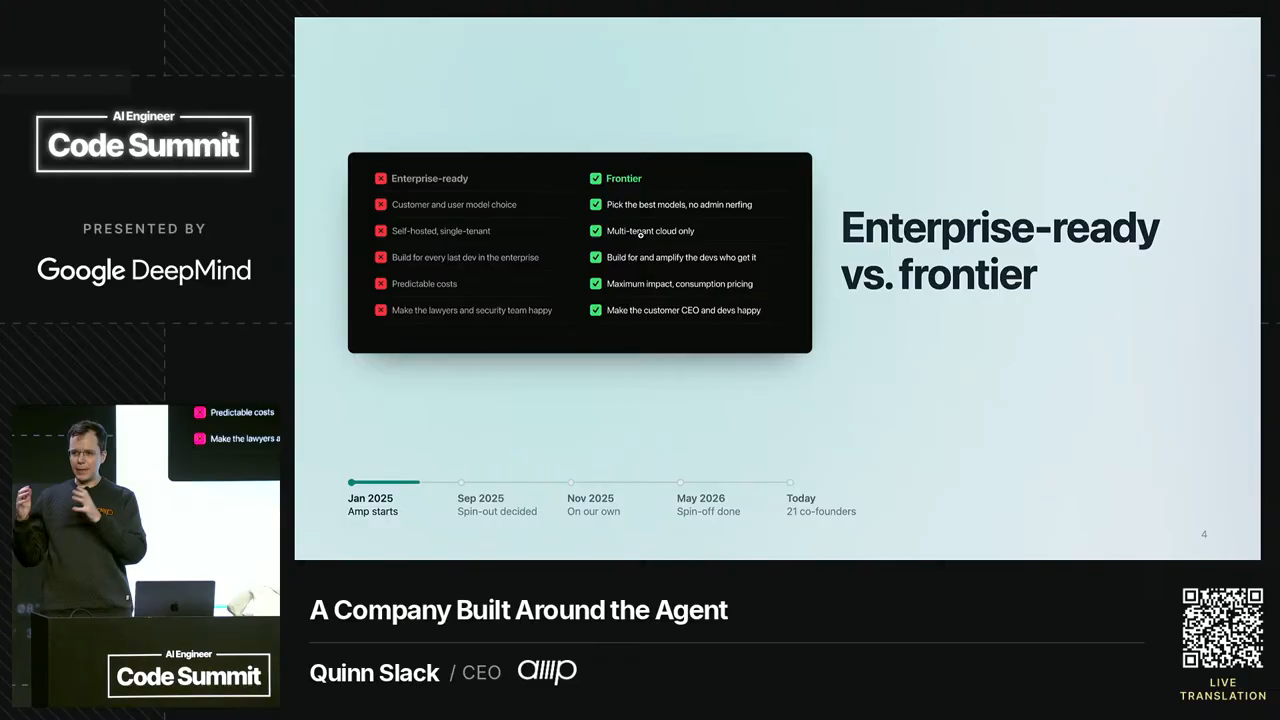 AI Engineer
Code Summit
PRESENTED BY
Google DeepMind
Enterprise-ready
Customer and user model choice
Self-hosted, single-tenant
Build for every last dev in the enterprise
Predictable costs
Make the lawyers and security team happy
Frontier
Pick the best models, no admin nerfing
Multi-tenant cloud only
Build for and amplify the devs who get it
Maximum impact, consumption pricing
Make the customer CEO and devs happy
Enterprise-ready
vs. frontier
Jan 2025
Amp starts
Sep 2025
Spin-out decided
Nov 2025
On our own
May 2026
Spin-off done
Today
21 co-founders
4
Predictable costs
Make the lawyers a
AI Engineer
Code Summit
A Company Built Around the Agent
Quinn Slack / CEO amp
LIVE
TRANSLATION